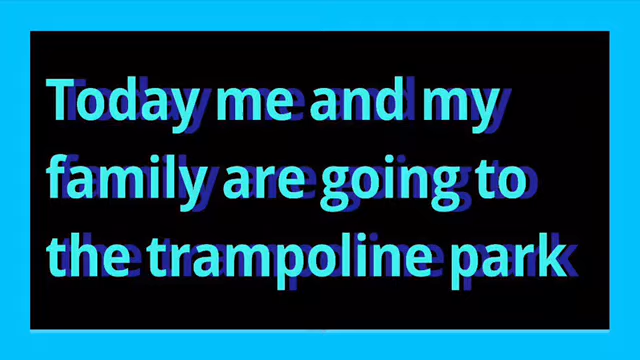 Today me and my
family are going to
the trampoline park